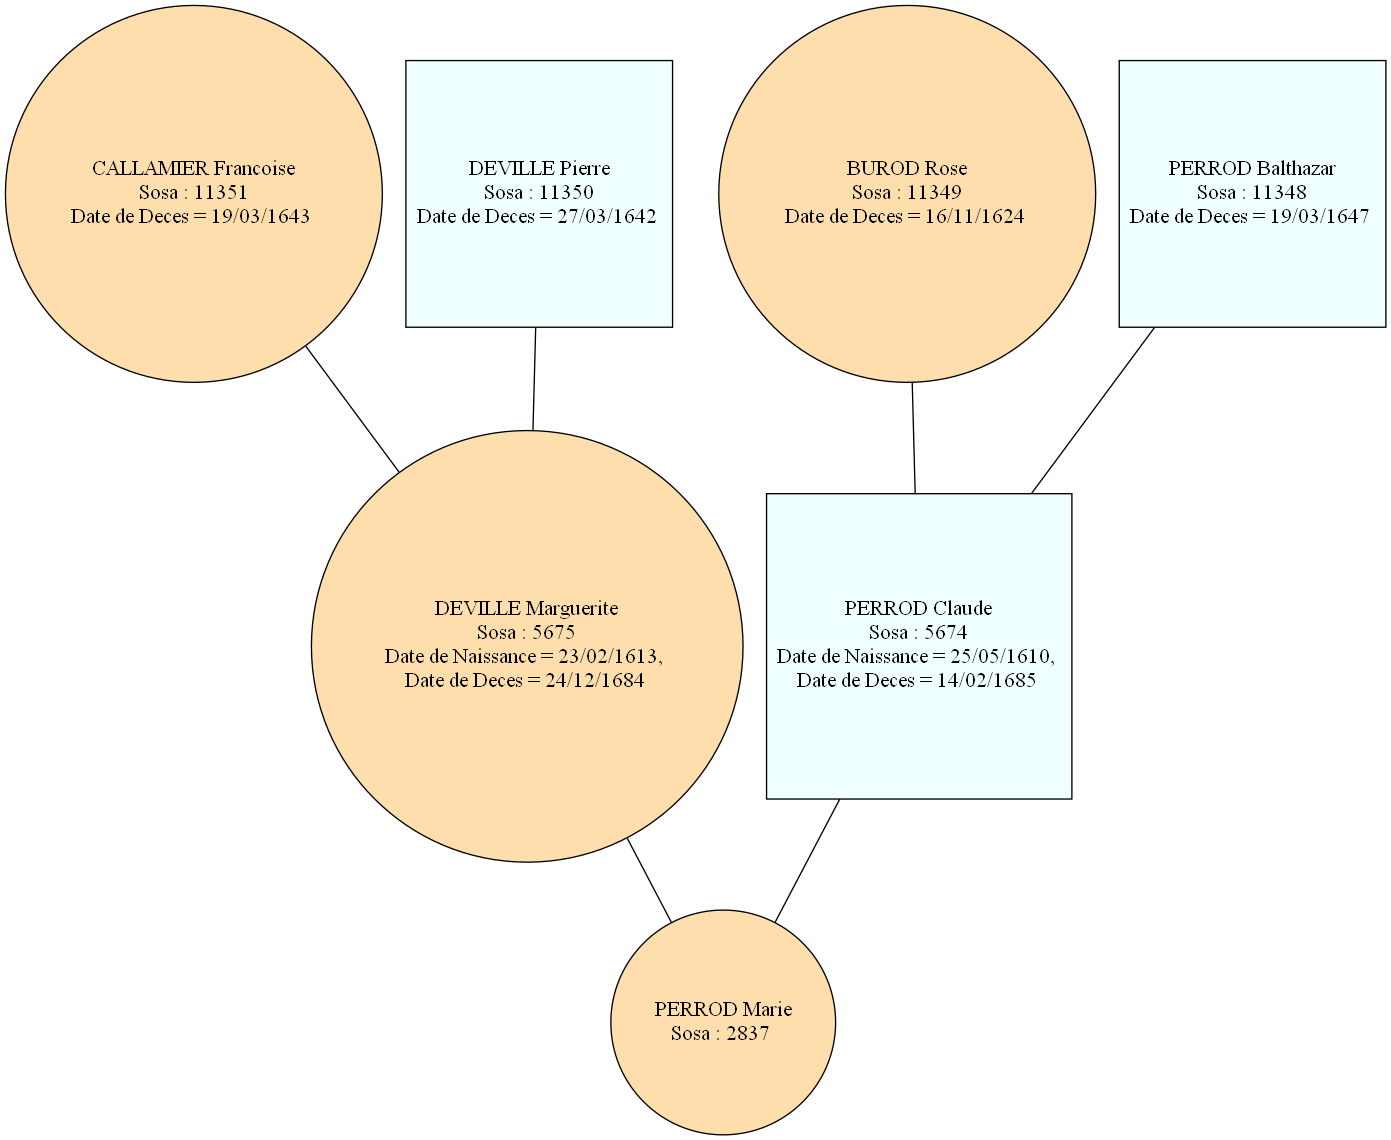 CALLAMIER Francoise
Sosa : 11351
Date de Deces = 19/03/1643
DEVILLE Pierre
Sosa : 11350
Date de Deces = 27/03/1642
BUROD Rose
Sosa : 11349
Date de Deces = 16/11/1624
PERROD Balthazar
Sosa : 11348
Date de Deces = 19/03/1647
DEVILLE Marguerite
Sosa : 5675
Date de Naissance = 23/02/1613,
Date de Deces = 24/12/1684
PERROD Claude
Sosa : 5674
Date de Naissance = 25/05/1610,
Date de Deces = 14/02/1685
PERROD Marie
Sosa : 2837